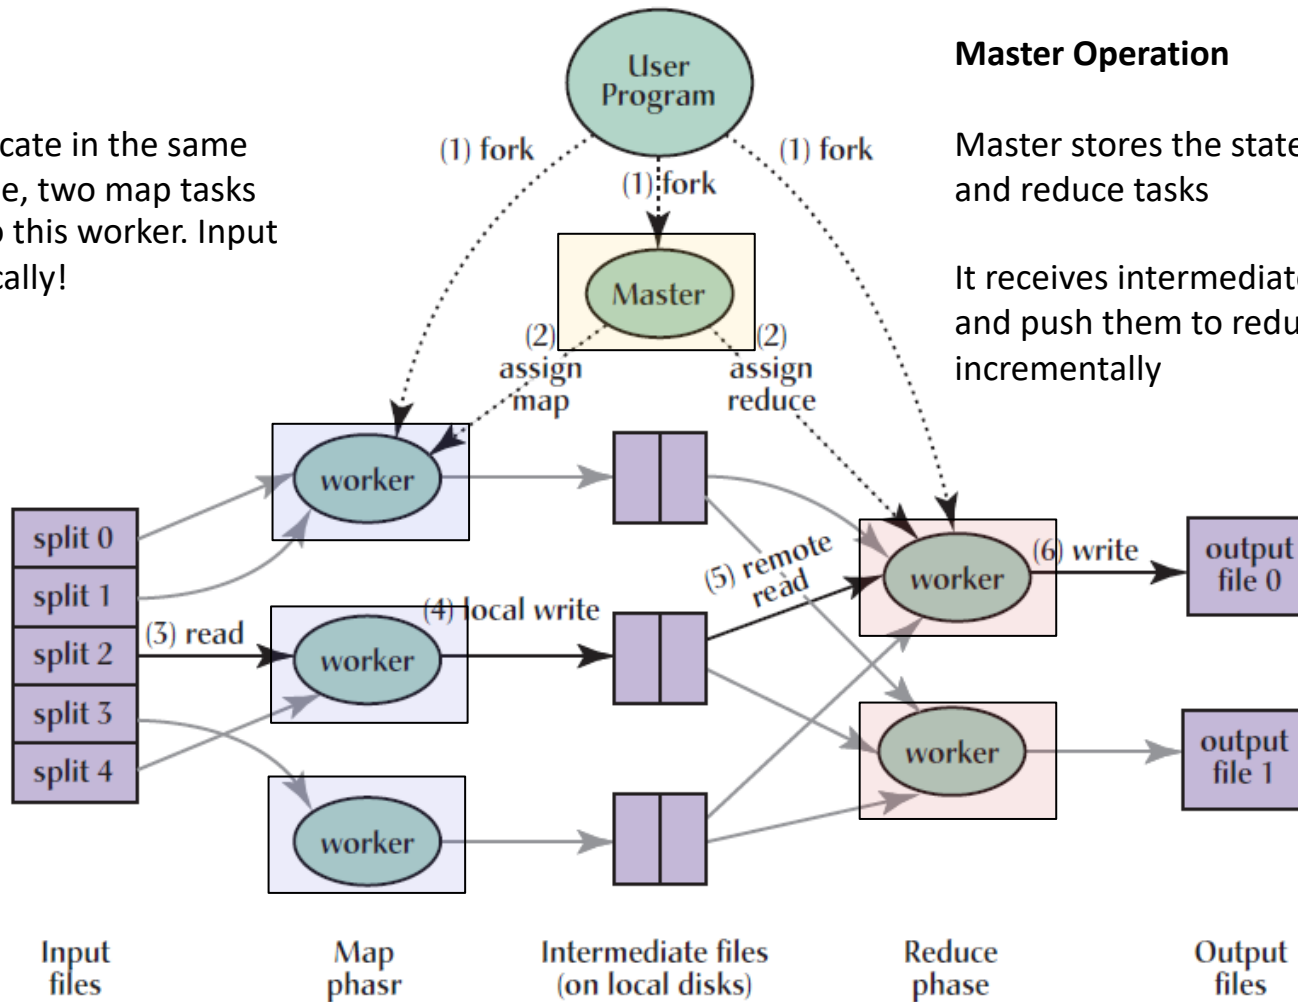 User
Program
Master Operation
cate in the same
e, two map tasks
o this worker. Input
cally!
(1) fork
(1) fork
(1) fork
Master stores the state
and reduce tasks
It receives intermediate
and push them to redu
incrementally
Master
(2)
assign
map
(2)
assign
reduce
worker
split 0
split 1
split 2
split 3
split 4
(3) read
worker
(4) local write
worker
(5) remote
read
worker
(6) write
output
file 0
worker
output
file 1
Input
files
Map
phasr
Intermediate files
(on local disks)
Reduce
phase
Output
files